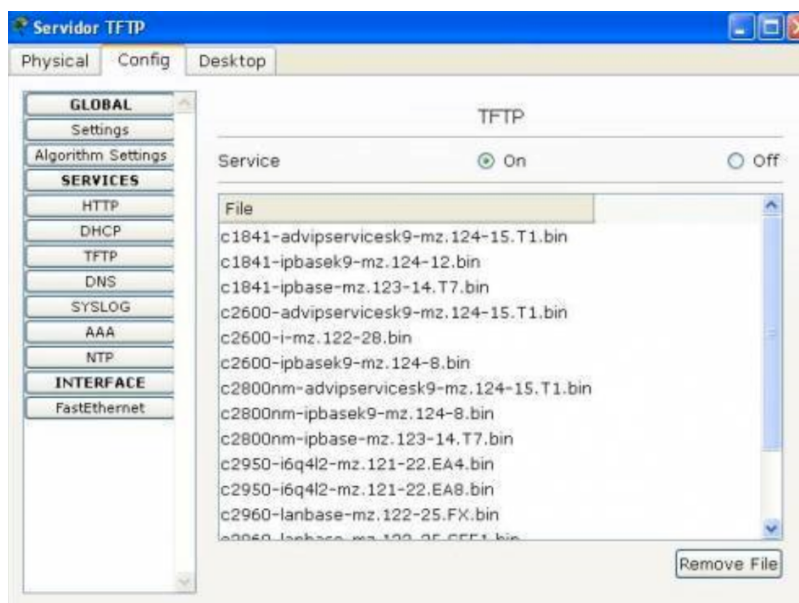 Servidor TFTP
Physical Config Desktop
GLOBAL
Settings
Algorithm Settings
SERVICES
HTTP
DHCP
TFTP
DNS
SYSLOG
AAA
NTP
INTERFACE
FastEthernet
TFTP
Service On Off
File
c1841-advipservicesk9-mz.124-15.T1.bin
c1841-ipbasek9-mz.124-12.bin
c1841-ipbase-mz.123-14.T7.bin
c2600-advipservicesk9-mz.124-15.T1.bin
c2600-i-mz.122-28.bin
c2600-ipbasek9-mz.124-8.bin
c2800nm-advipservicesk9-mz.124-15.T1.bin
c2800nm-ipbasek9-mz.124-8.bin
c2800nm-ipbase-mz.123-14.T7.bin
c2950-i6q4l2-mz.121-22.EA4.bin
c2950-i6q4l2-mz.121-22.EA8.bin
c2960-lanbase-mz.122-25.FX.bin
Remove File